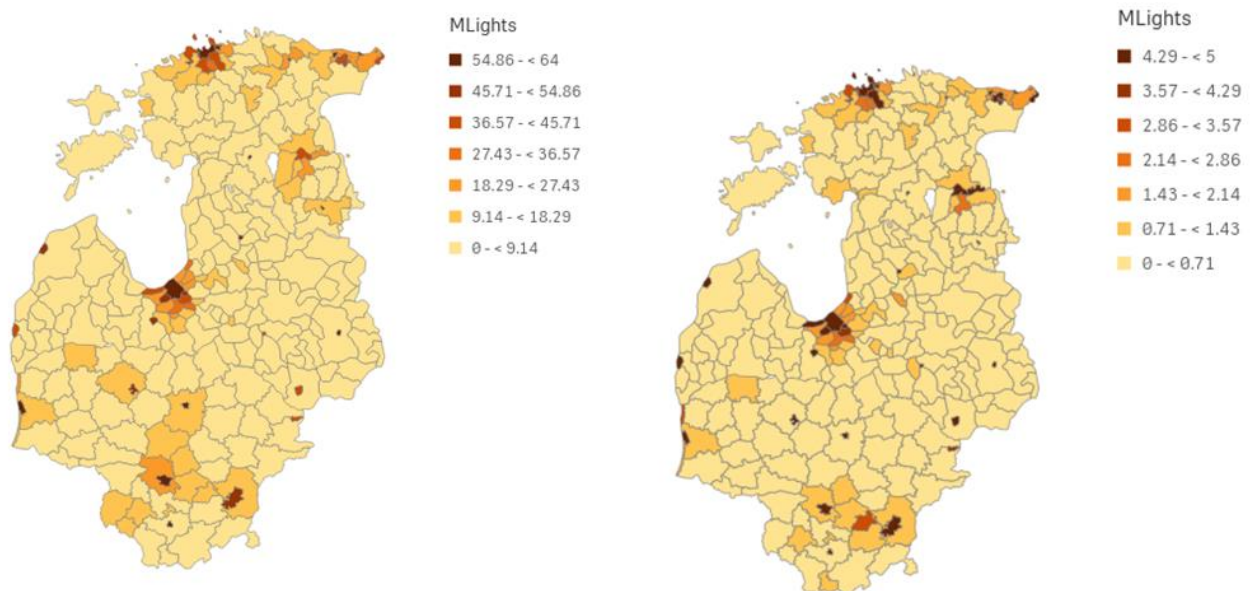 MLights
54.86 - < 64
45.71 - < 54.86
36.57 - < 45.71
27.43 - < 36.57
18.29 - < 27.43
9.14 - < 18.29
0 - < 9.14
MLights
4.29 - < 5
3.57 - < 4.29
2.86 - < 3.57
2.14 - < 2.86
1.43 - < 2.14
0.71 - < 1.43
0 - < 0.71